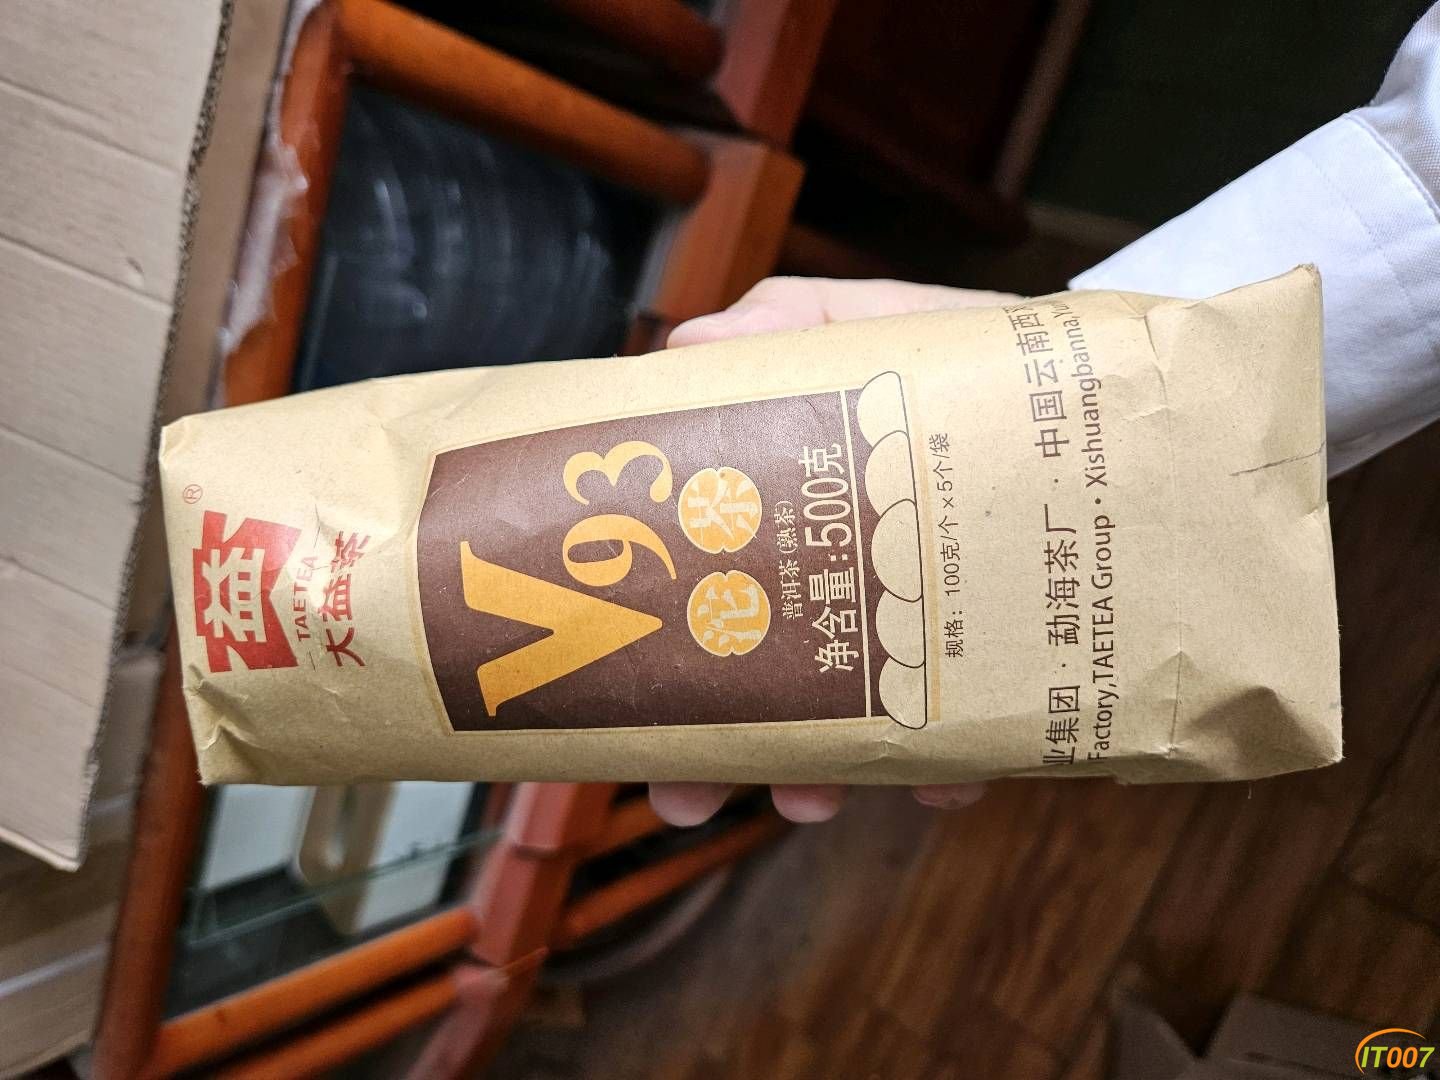 ®
益
TAETEA
大益茶
V93
沱茶
普洱茶(熟茶)
净含量:500克
规格：100克/个×5个/袋
业集团·勐海茶厂·中国云南西
Factory,TAETEA Group·Xishuangbanna,Yu
IT007